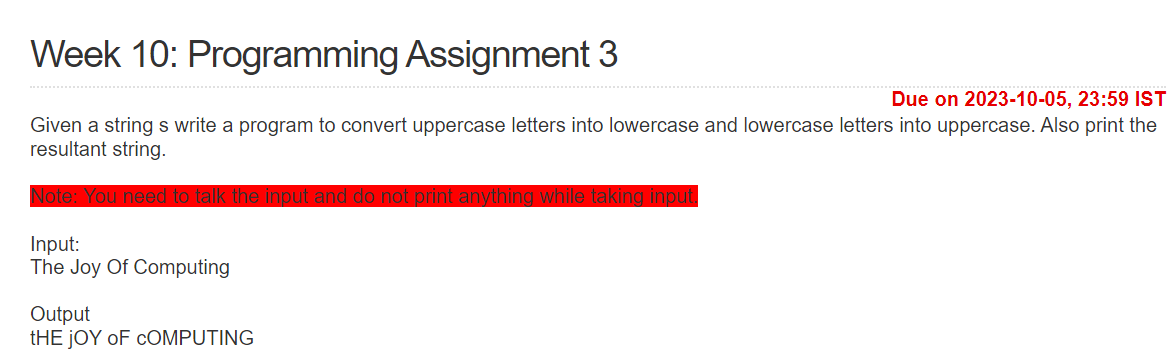 Week 10: Programming Assignment 3
Due on 2023-10-05, 23:59 IST
Given a string s write a program to convert uppercase letters into lowercase and lowercase letters into uppercase. Also print the
resultant string.
Note: You need to talk the input and do not print anything while taking input.
Input:
The Joy Of Computing
Output
tHE jOY oF cOMPUTING